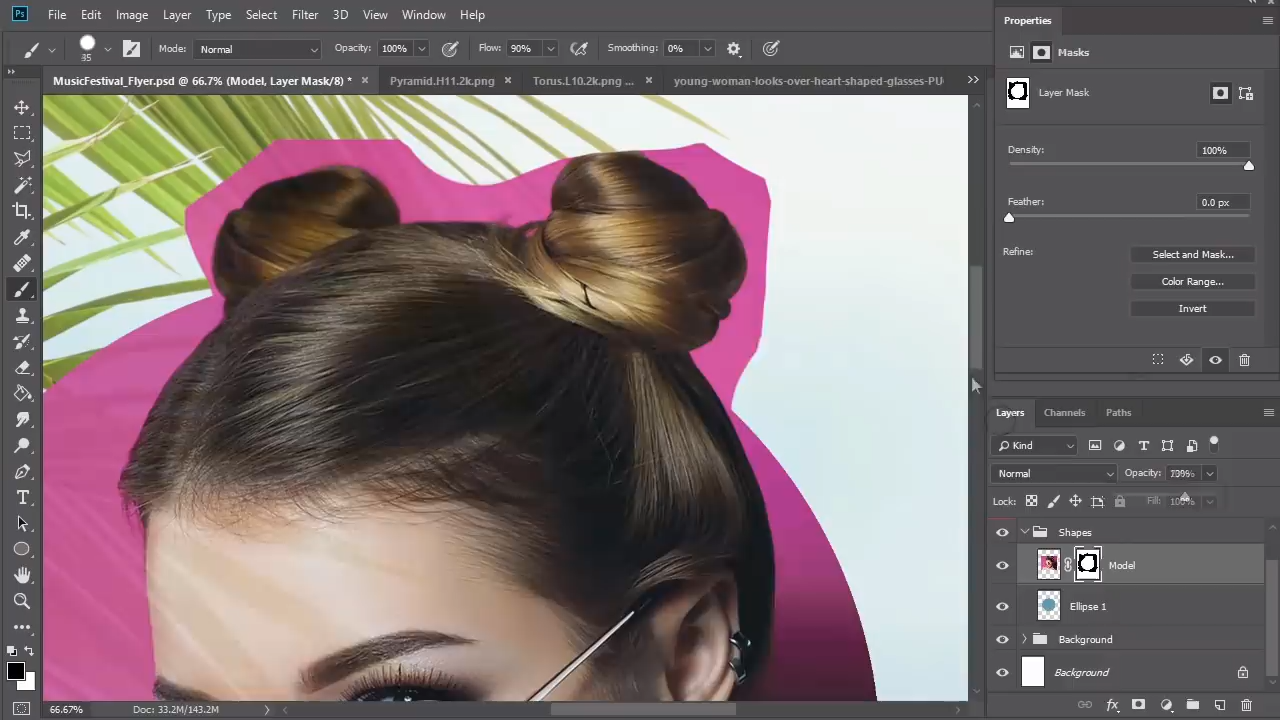 Ps File Edit Image Layer Type Select Filter 3D View Window Help
35 Mode: Normal Opacity: 100% Flow: 90% Smoothing: 0%
MusicFestival_Flyer.psd @ 66.7% (Model, Layer Mask/8) * Pyramid.H11.2k.png Torus.L10.2k.png ... young-woman-looks-over-heart-shaped-glasses-PU
Properties
Masks
Layer Mask
Density: 100%
Feather: 0.0 px
Refine: Select and Mask...
Color Range...
Invert
Layers Channels Paths
Kind
Normal Opacity:
Lock: Fill: 100%
Shapes
Model
Ellipse 1
Background
Background
66.67% Doc: 33.2M/143.2M